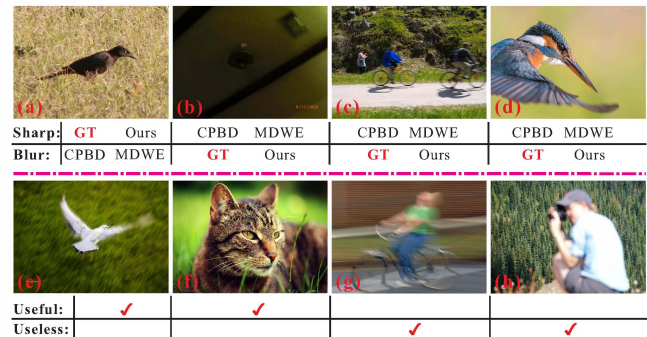 (a) (b) (c) (d)
Sharp: GT Ours CPBD MDWE CPBD MDWE CPBD MDWE
Blur: CPBD MDWE GT Ours GT Ours GT Ours
(e) (f) (g) (h)
Useful: ✓ ✓
Useless: ✓ ✓